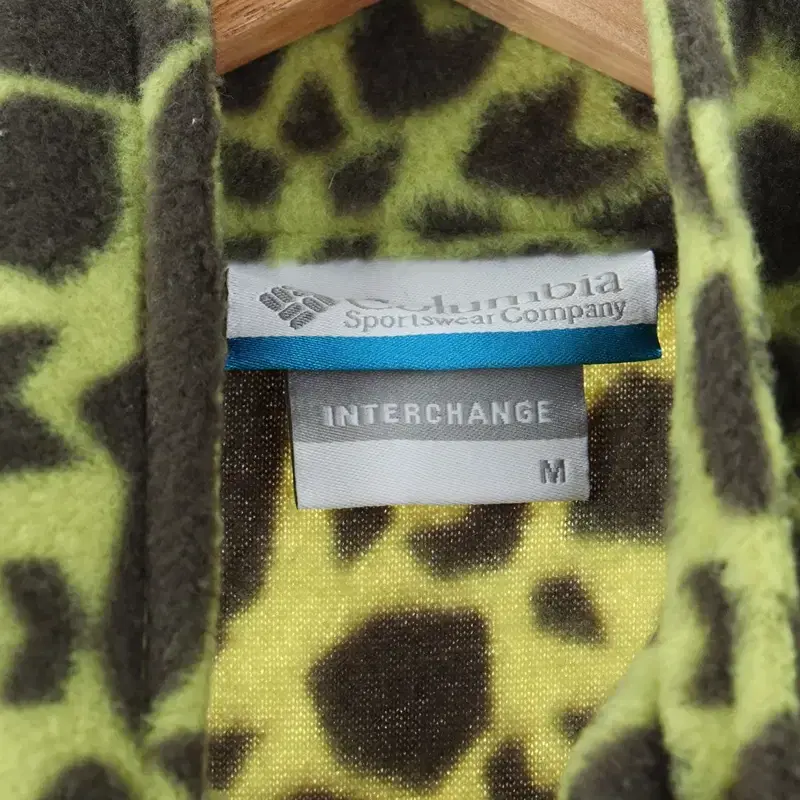 Columbia
Sportswear Company
INTERCHANGE
M